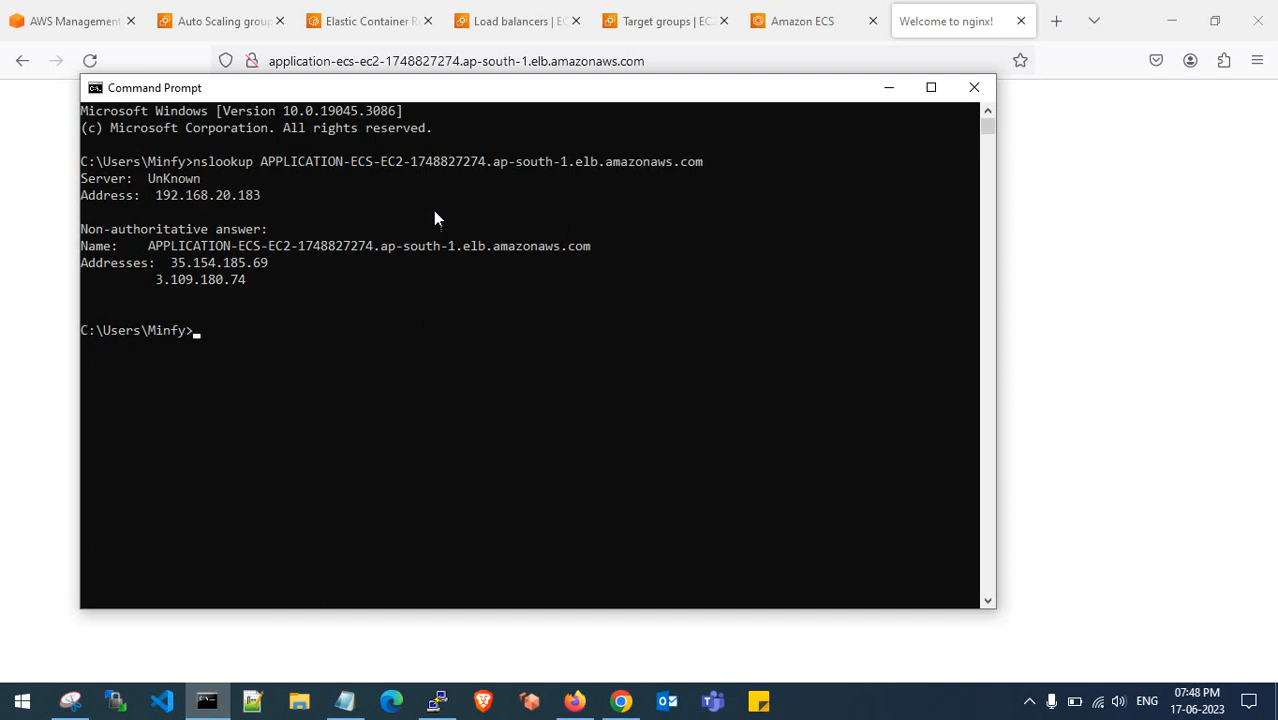 AWS Management
Auto Scaling group
Elastic Container R
Load balancers | EC
Target groups | EC
Amazon ECS
Welcome to nginx!
application-ecs-ec2-1748827274.ap-south-1.elb.amazonaws.com
Command Prompt
Microsoft Windows [Version 10.0.19045.3086]
(c) Microsoft Corporation. All rights reserved.
C:\Users\Minfy>nslookup APPLICATION-ECS-EC2-1748827274.ap-south-1.elb.amazonaws.com
Server:  UnKnown
Address:  192.168.20.183
Non-authoritative answer:
Name:    APPLICATION-ECS-EC2-1748827274.ap-south-1.elb.amazonaws.com
Addresses:  35.154.185.69
3.109.180.74
C:\Users\Minfy>
ENG
07:48 PM
17-06-2023